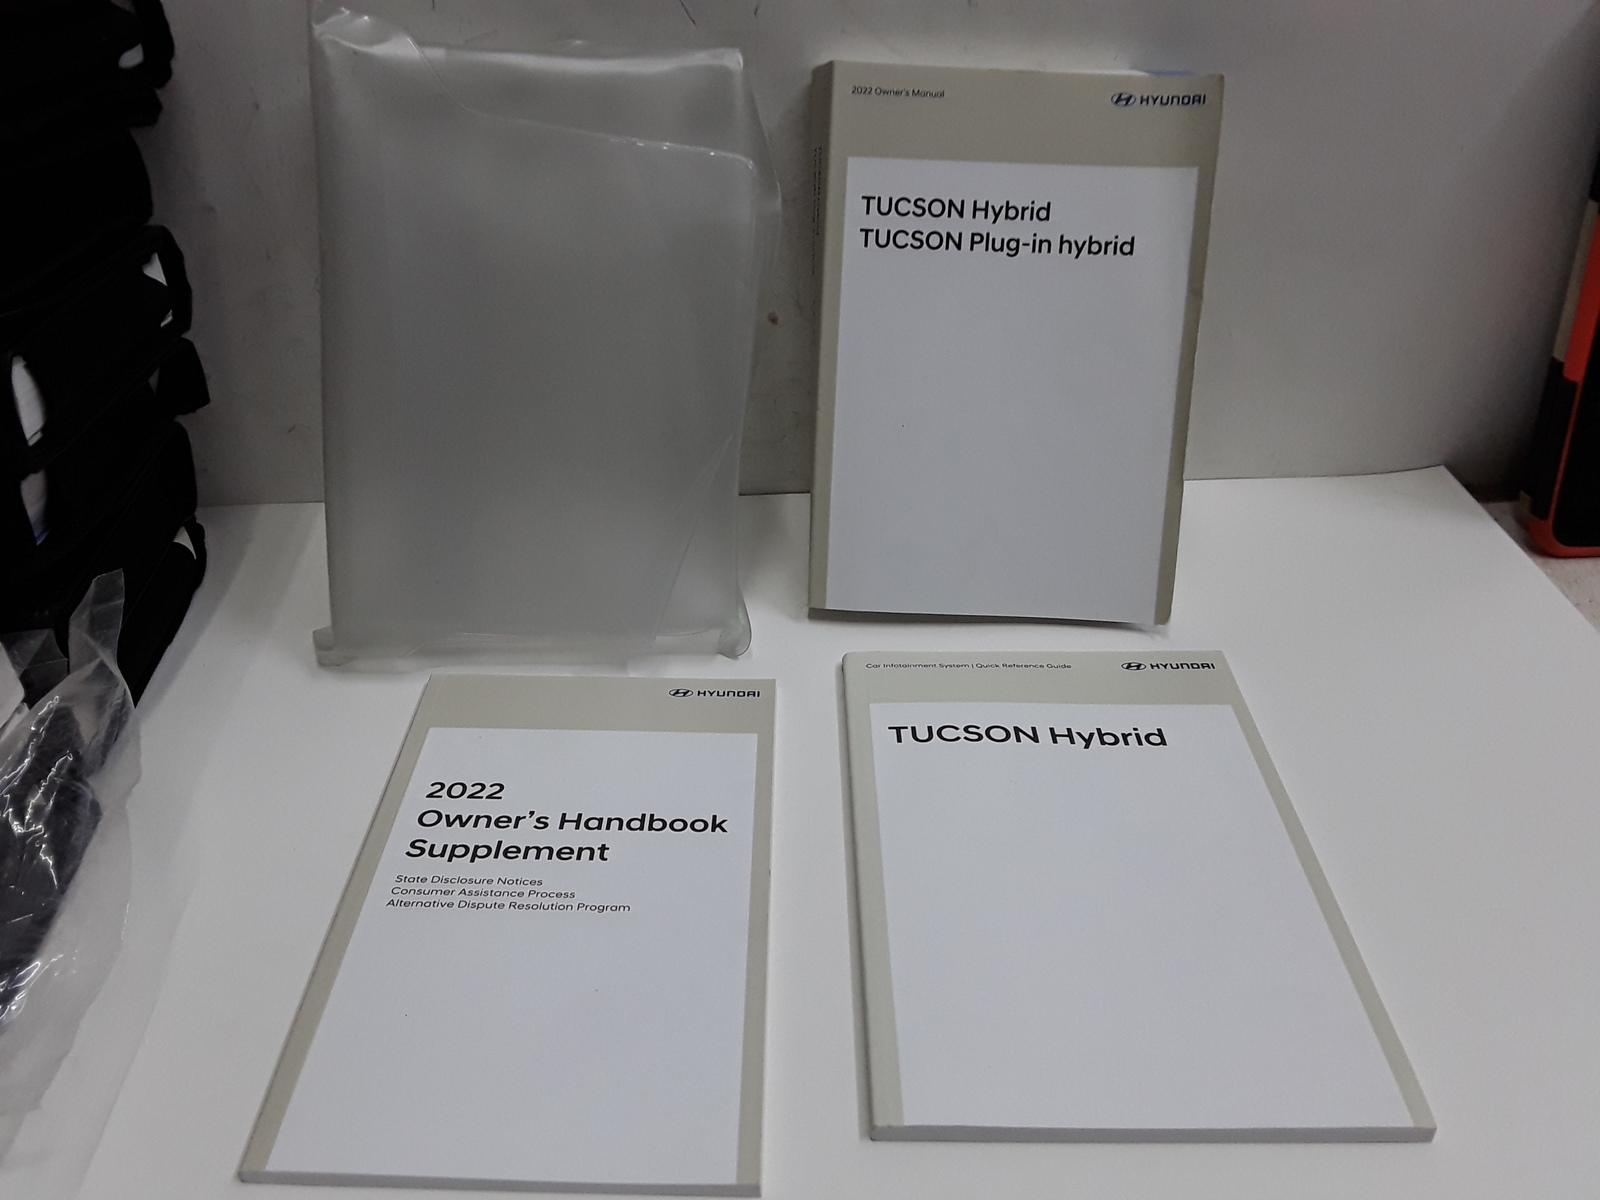 2022 Owner's Manual
HYUNDAI
TUCSON Hybrid
TUCSON Plug-in hybrid
HYUNDAI
2022
Owner's Handbook
Supplement
State Disclosure Notices
Consumer Assistance Process
Alternative Dispute Resolution Program
Car Infotainment System | Quick Reference Guide
HYUNDAI
TUCSON Hybrid